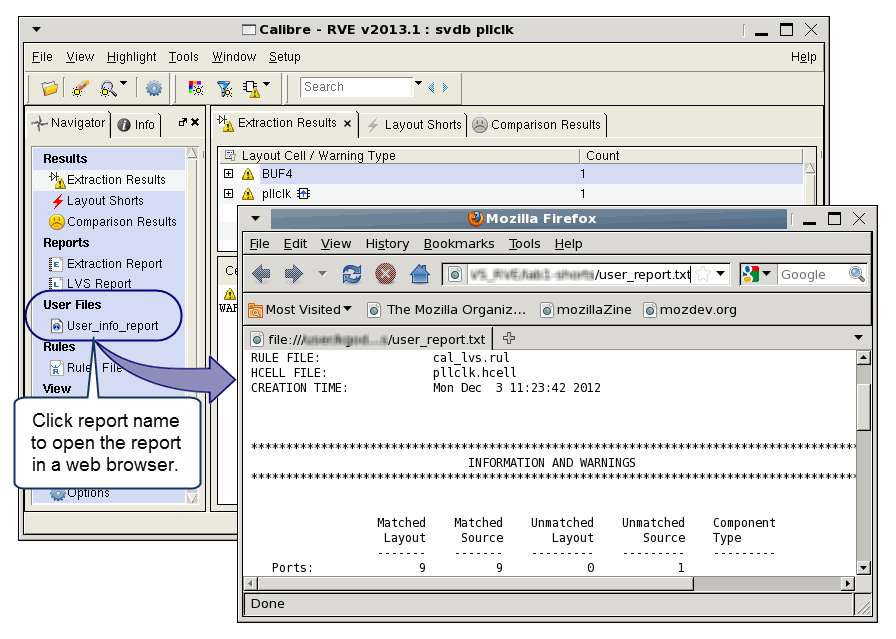 Calibre - RVE v2013.1 : svdb pllclk
File View Highlight Tools Window Setup Help
Search
Navigator Info
Extraction Results Layout Shorts Comparison Results
Results
Extraction Results
Layout Shorts
Comparison Results
Reports
Extraction Report
LVS Report
User Files
User_info_report
Rules
View
Options
Layout Cell / Warning Type Count
BUF4 1
pllclk 1
Click report name
to open the report
in a web browser.
Mozilla Firefox
File Edit View History Bookmarks Tools Help
/user_report.txt
Google
Most Visited The Mozilla Organiz... mozillaZine mozdev.org
file:// /user_report.txt
RULE FILE: cal_lvs.rul
HCELL FILE: pllclk.hcell
CREATION TIME: Mon Dec 3 11:23:42 2012
INFORMATION AND WARNINGS
Matched Matched Unmatched Unmatched Component
Layout Source Layout Source Type
------- ------- --------- --------- ---------
Ports: 9 9 0 1
Done